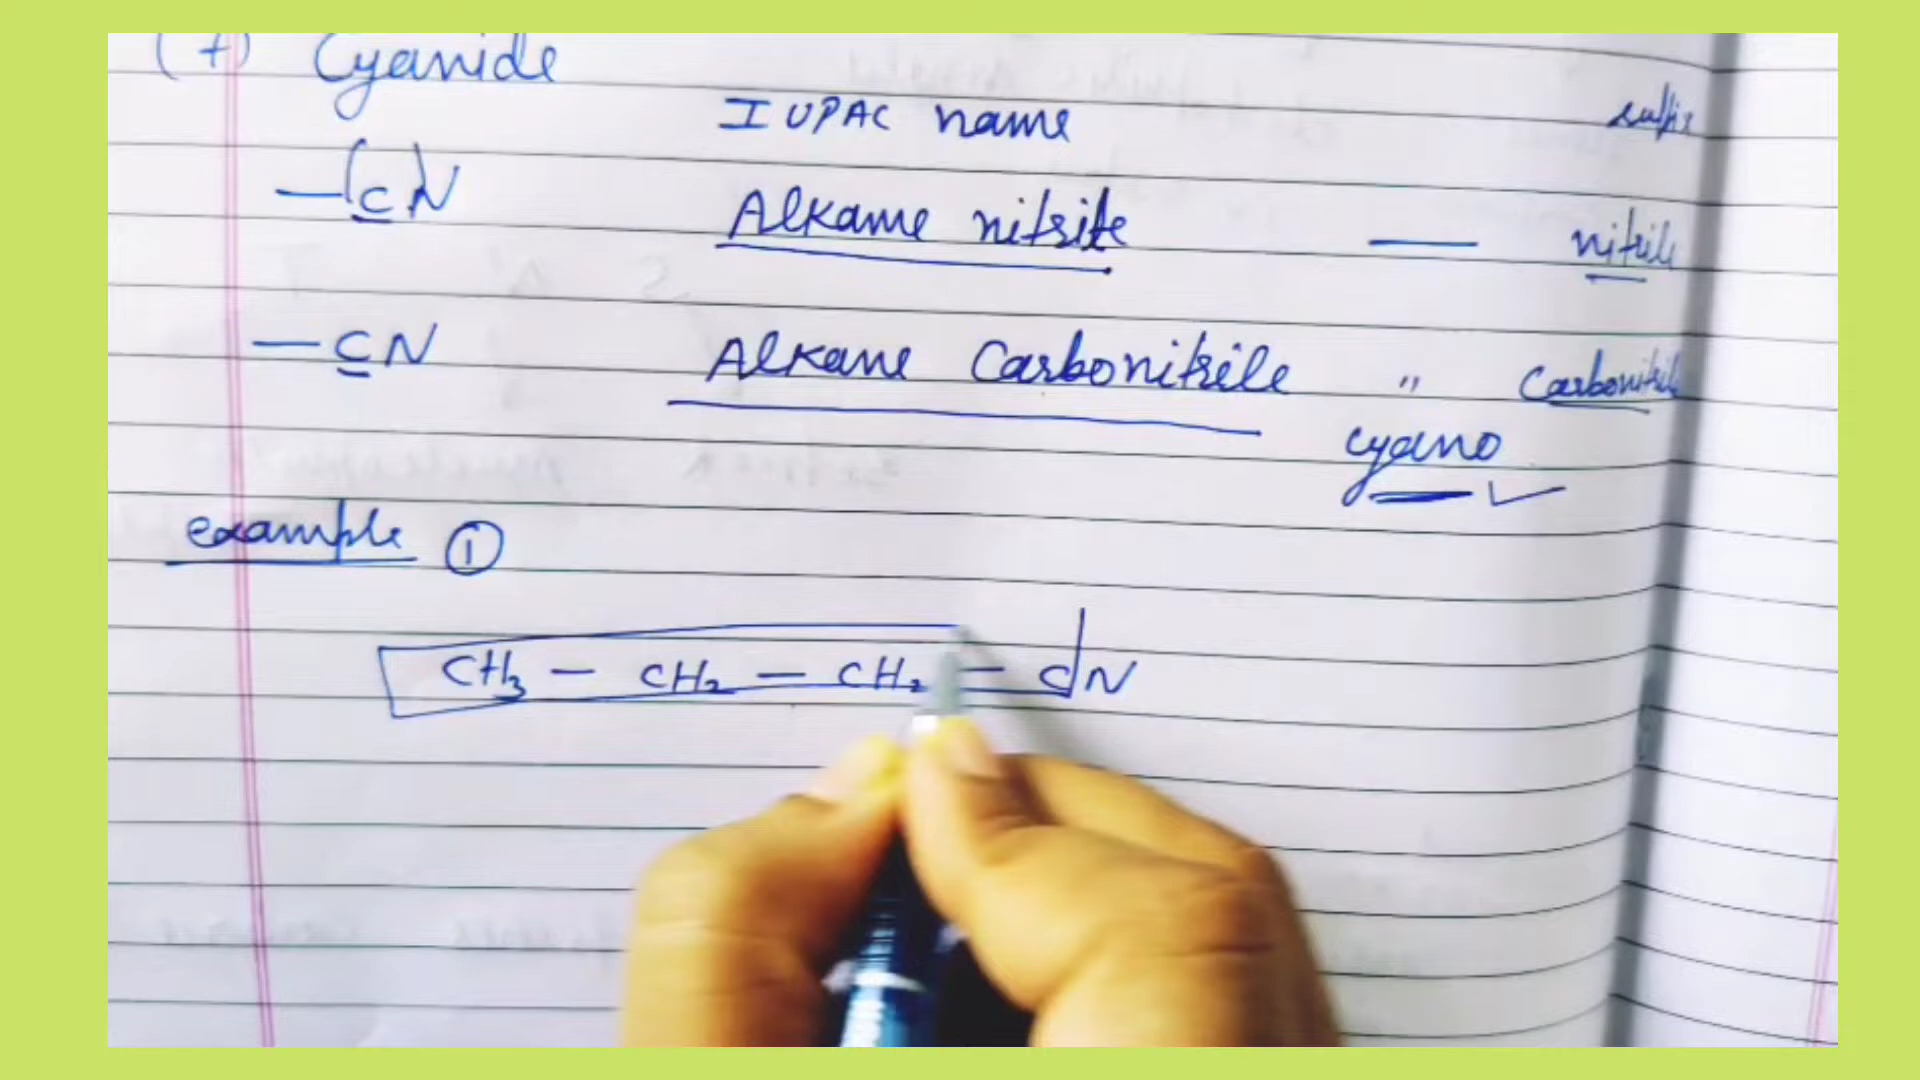 (7) Cyanide
IUPAC name suffix
—CN Alkane nitrite — nitrile
—CN Alkane Carbonitrile " Carbonitrile
cyano
example ①
CH₃ — CH₂ — CH₂ — CN